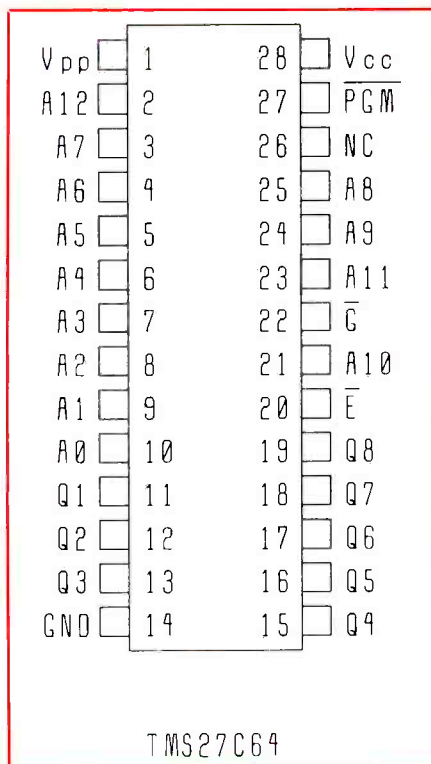 Vpp 1 28 Vcc
A12 2 27 PGM
A7 3 26 NC
A6 4 25 A8
A5 5 24 A9
A4 6 23 A11
A3 7 22 G
A2 8 21 A10
A1 9 20 E
A0 10 19 Q8
Q1 11 18 Q7
Q2 12 17 Q6
Q3 13 16 Q5
GND 14 15 Q4
TMS27C64